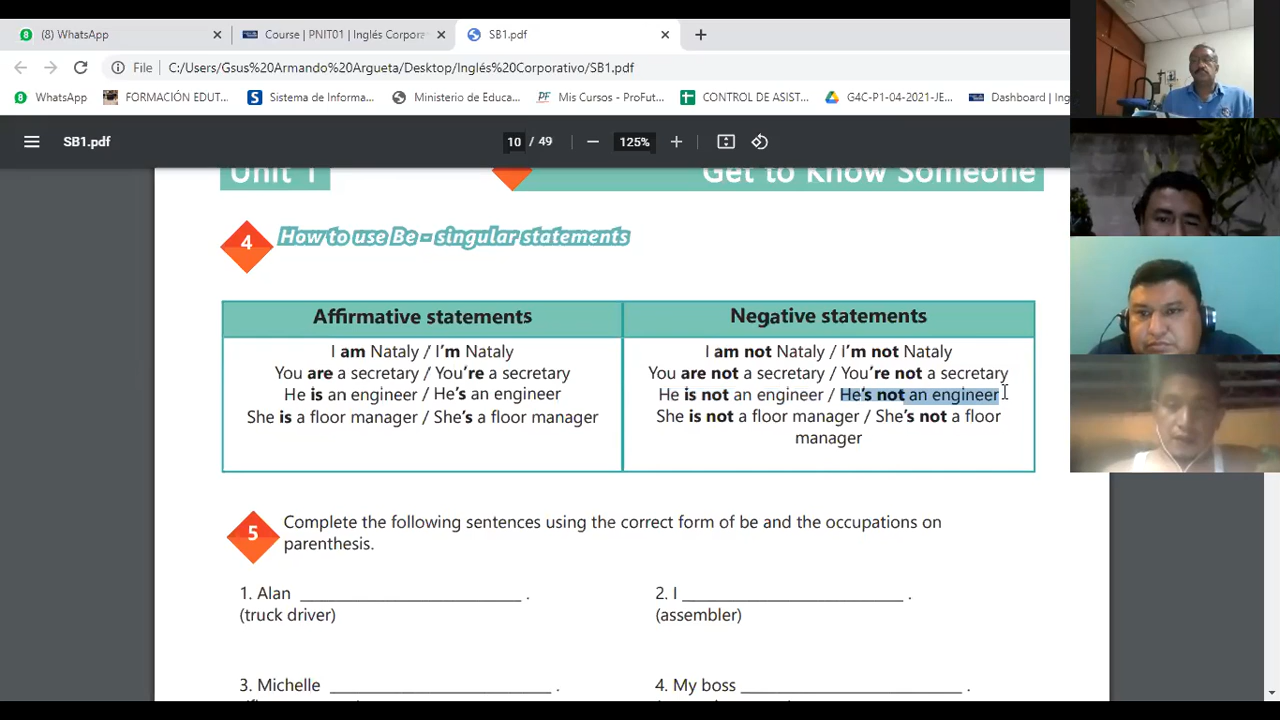 (8) WhatsApp
Course | PNIT01 | Inglés Corpora
SB1.pdf
File
C:/Users/Gsus%20Armando%20Argueta/Desktop/Inglés%20Corporativo/SB1.pdf
WhatsApp
FORMACIÓN EDUT...
Sistema de Informa...
Ministerio de Educa...
Mis Cursos - ProFut...
CONTROL DE ASIST...
G4C-P1-04-2021-JE...
Dashboard | Ing
SB1.pdf
10 / 49
125%
Unit 1
Get to Know Someone
4
How to use Be - singular statements
Affirmative statements
Negative statements
I am Nataly / I'm Nataly
You are a secretary / You're a secretary
He is an engineer / He's an engineer
She is a floor manager / She's a floor manager
I am not Nataly / I'm not Nataly
You are not a secretary / You're not a secretary
He is not an engineer / He's not an engineer
She is not a floor manager / She's not a floor
manager
5
Complete the following sentences using the correct form of be and the occupations on
parenthesis.
1. Alan ________________________ .
(truck driver)
2. I ________________________ .
(assembler)
3. Michelle ________________________ .
4. My boss ________________________ .